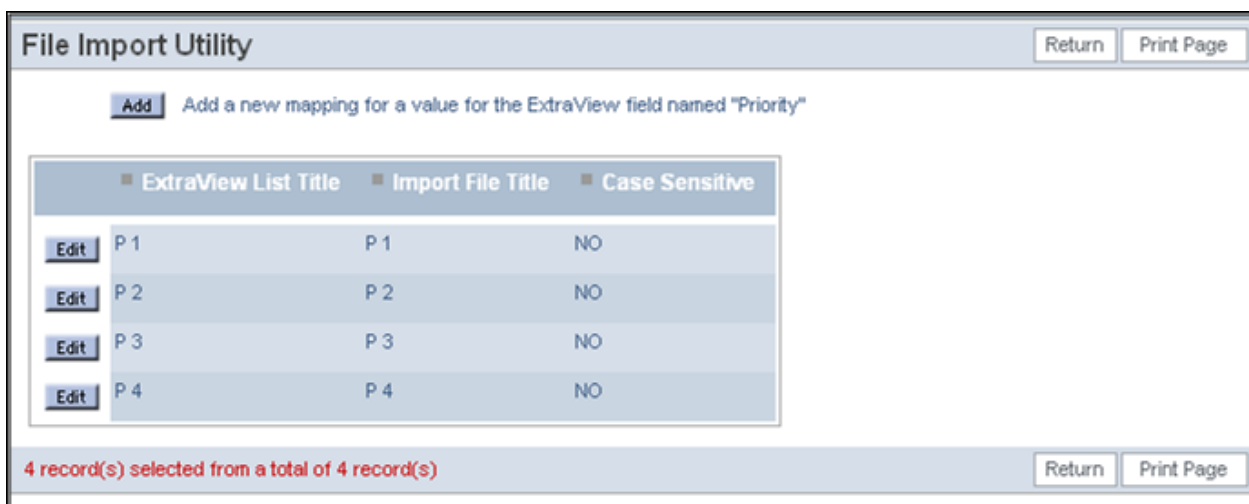 File Import Utility Return Print Page
Add Add a new mapping for a value for the ExtraView field named "Priority"
ExtraView List Title Import File Title Case Sensitive
Edit P 1 P 1 NO
Edit P 2 P 2 NO
Edit P 3 P 3 NO
Edit P 4 P 4 NO
4 record(s) selected from a total of 4 record(s) Return Print Page